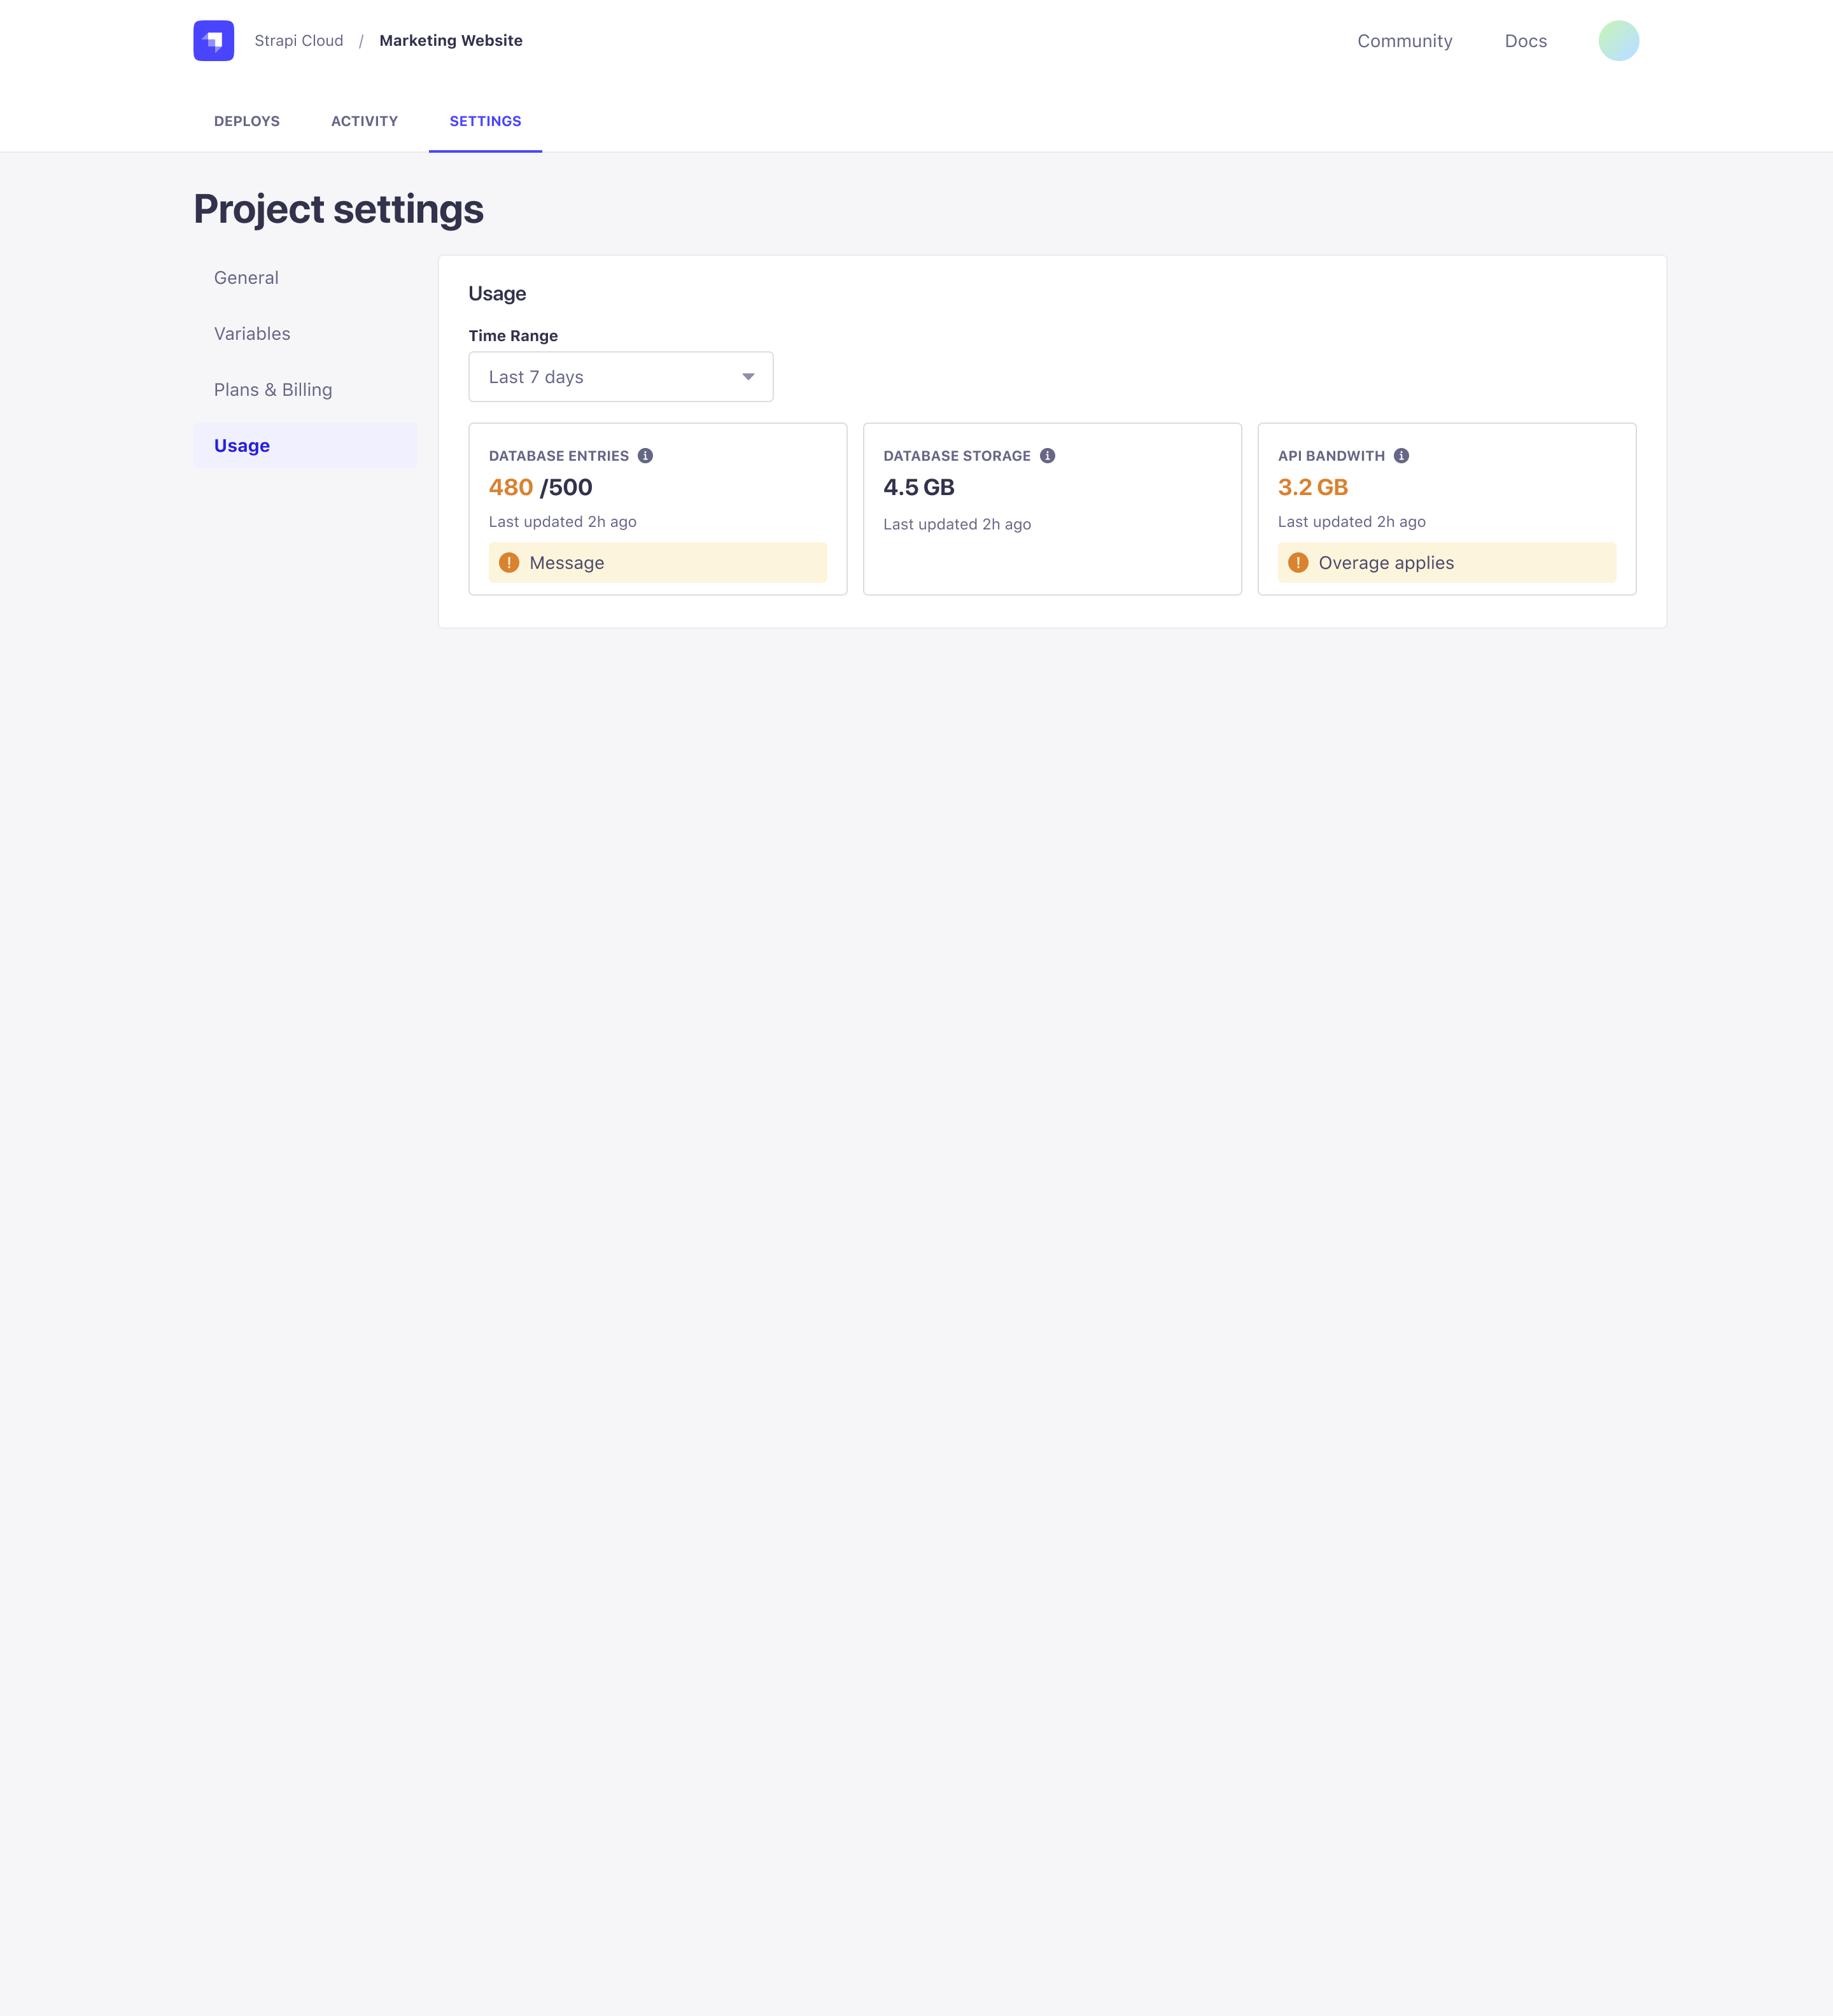 Strapi Cloud / Marketing Website
Community
Docs
DEPLOYS
ACTIVITY
SETTINGS
Project settings
General
Variables
Plans & Billing
Usage
Usage
Time Range
Last 7 days
DATABASE ENTRIES
480 /500
Last updated 2h ago
Message
DATABASE STORAGE
4.5 GB
Last updated 2h ago
API BANDWITH
3.2 GB
Last updated 2h ago
Overage applies